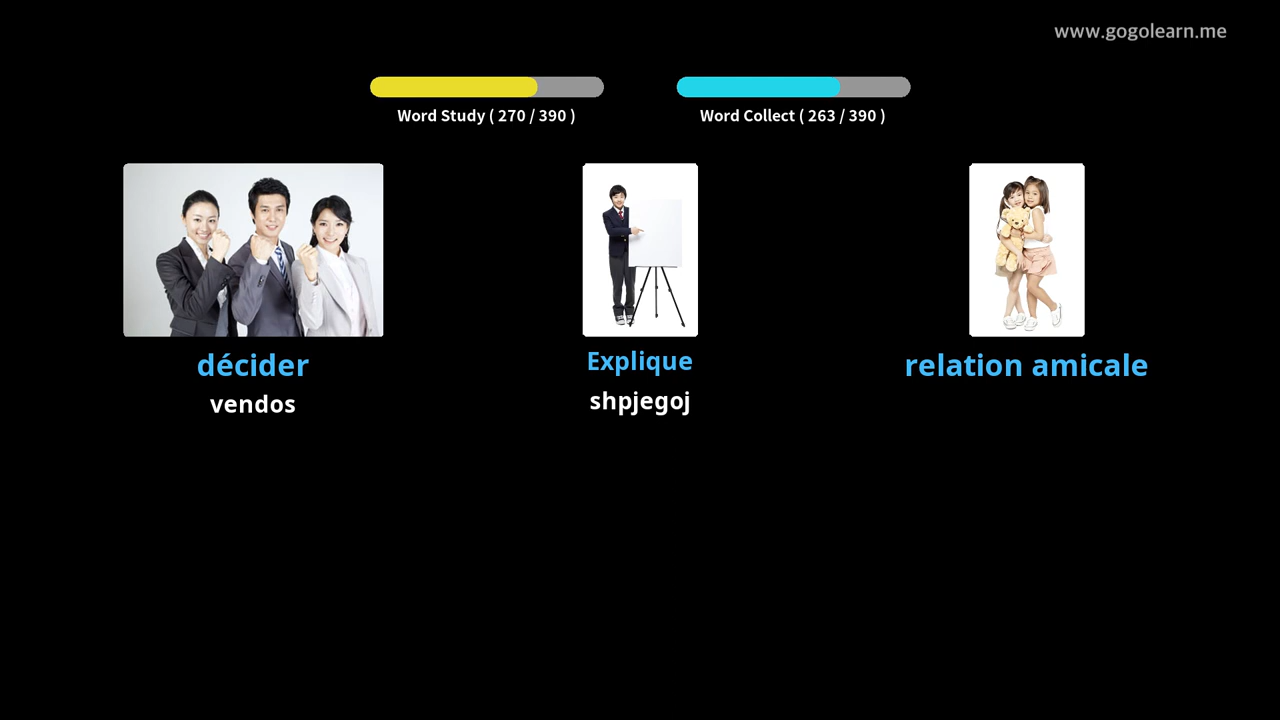 www.gogolearn.me
Word Study ( 270 / 390 )
Word Collect ( 263 / 390 )
décider
vendos
Explique
shpjegoj
relation amicale